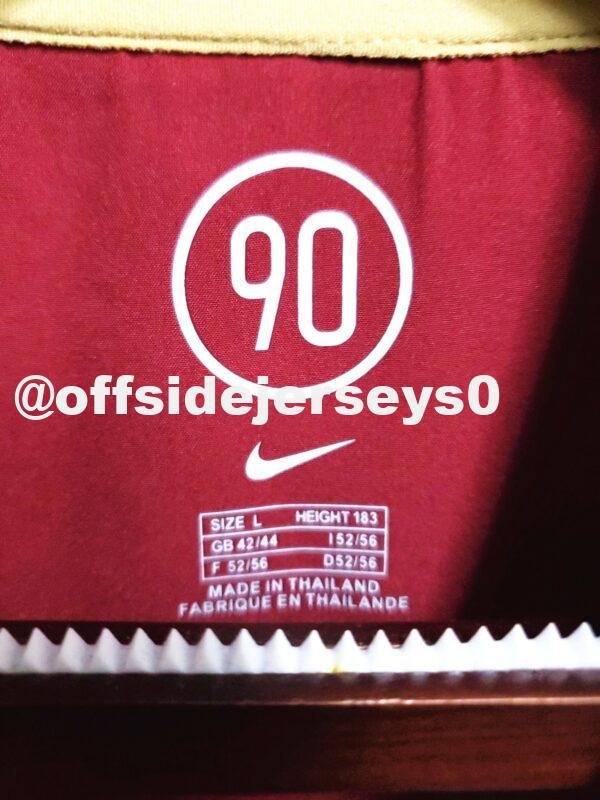 90
@offsidejerseys0
SIZE L HEIGHT 183
GB 42/44 I 52/56
F 52/56 D52/56
MADE IN THAILAND
FABRIQUE EN THAILANDE